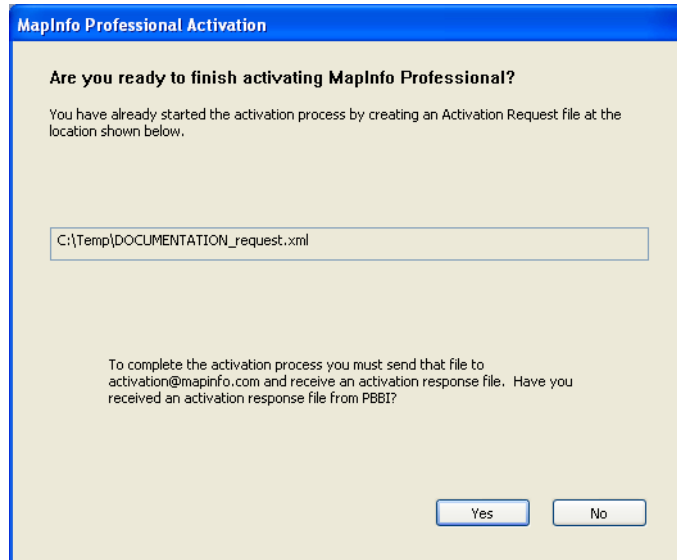 MapInfo Professional Activation
Are you ready to finish activating MapInfo Professional?
You have already started the activation process by creating an Activation Request file at the
location shown below.
C:\Temp\DOCUMENTATION_request.xml
To complete the activation process you must send that file to
activation@mapinfo.com and receive an activation response file.  Have you
received an activation response file from PBBI?
Yes
No